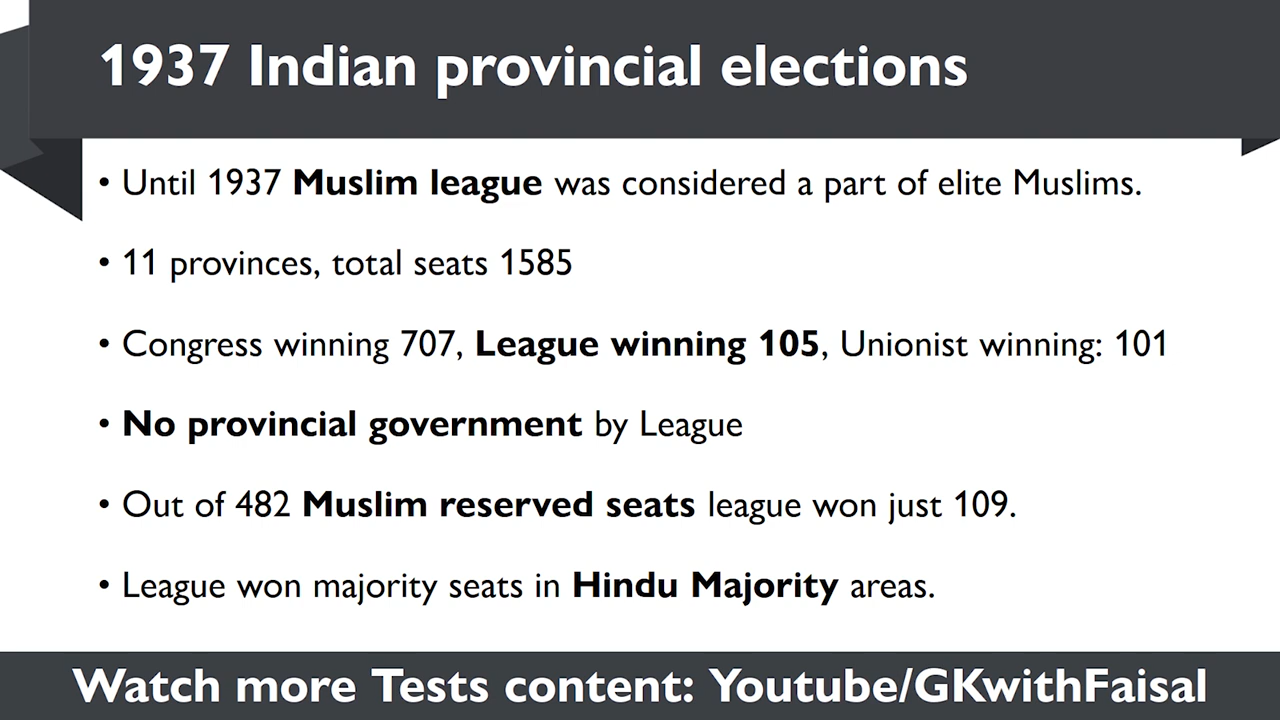 1937 Indian provincial elections
• Until 1937 Muslim league was considered a part of elite Muslims.
• 11 provinces, total seats 1585
• Congress winning 707, League winning 105, Unionist winning: 101
• No provincial government by League
• Out of 482 Muslim reserved seats league won just 109.
• League won majority seats in Hindu Majority areas.
Watch more Tests content: Youtube/GKwithFaisal